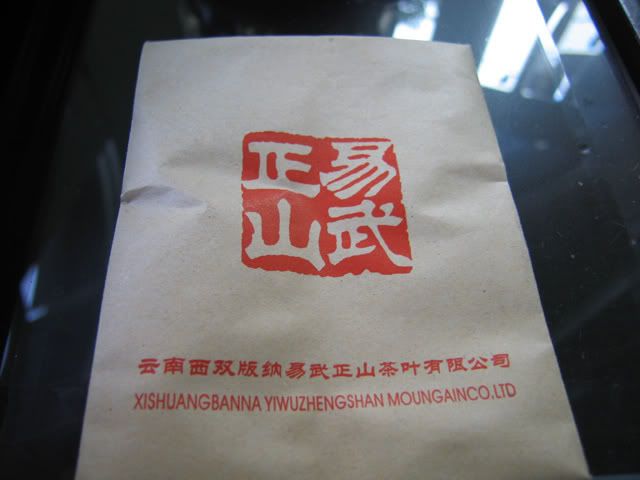 易武
正山
云南西双版纳易武正山茶叶有限公司
XISHUANGBANNA YIWUZHENGSHAN MOUNGAINCO.LTD